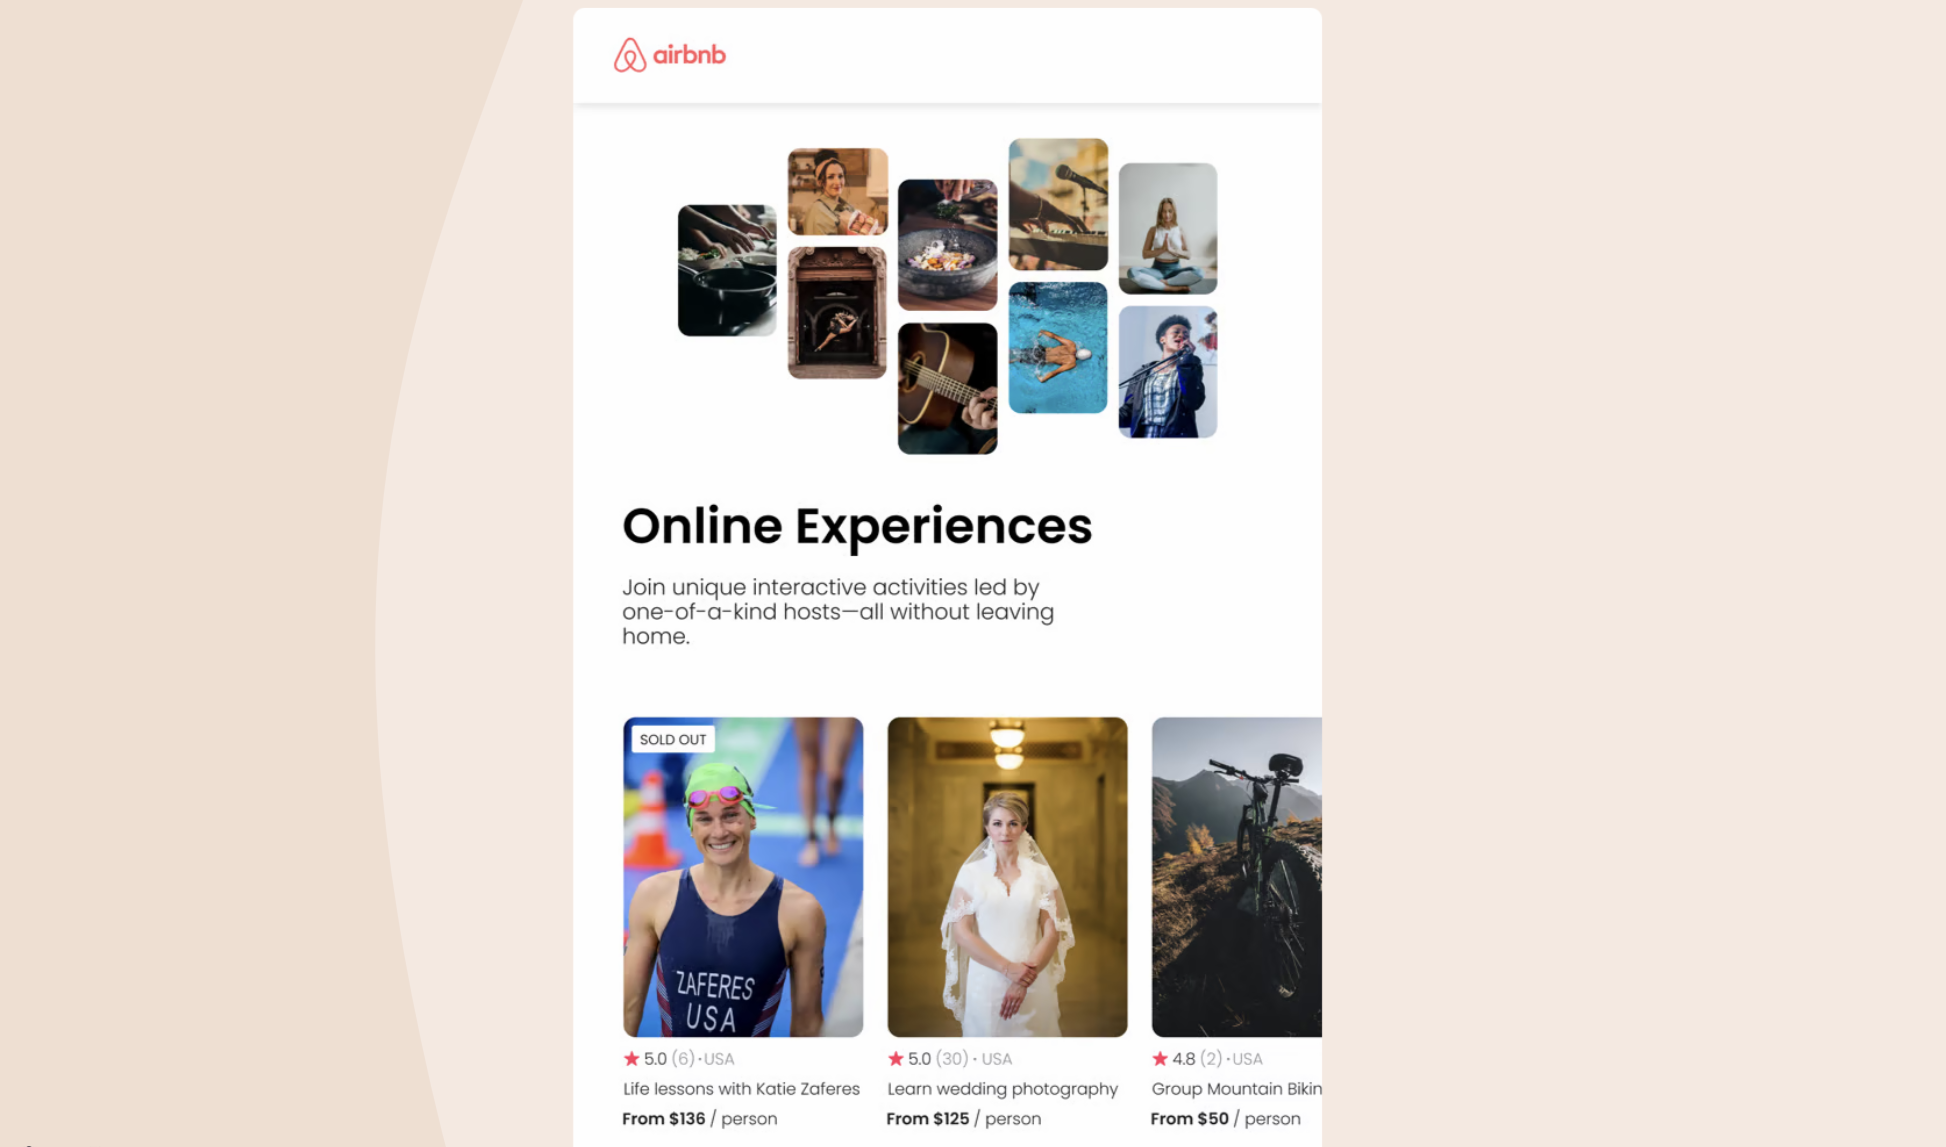 airbnb
Online Experiences
Join unique interactive activities led by
one-of-a-kind hosts—all without leaving
home.
SOLD OUT
ZAFERES
USA
5.0 (6) • USA
Life lessons with Katie Zaferes
From $136 / person
5.0 (30) • USA
Learn wedding photography
From $125 / person
4.8 (2) • USA
Group Mountain Bikin
From $50 / person